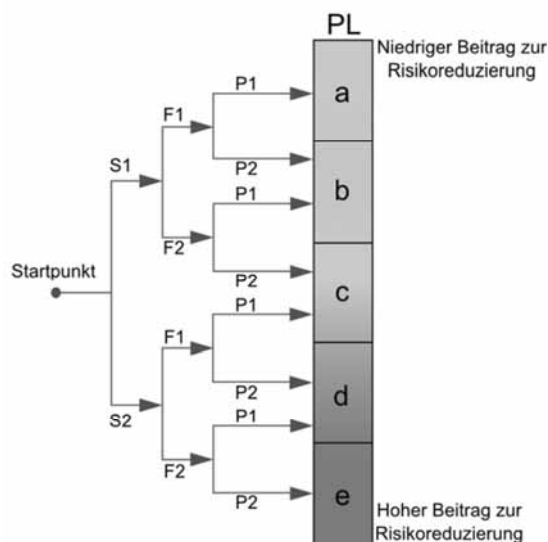 PL
Niedriger Beitrag zur
Risikoreduzierung
a
P1
F1
P2
S1
b
P1
F2
P2
Startpunkt
c
P1
F1
P2
S2
d
P1
F2
P2
e
Hoher Beitrag zur
Risikoreduzierung